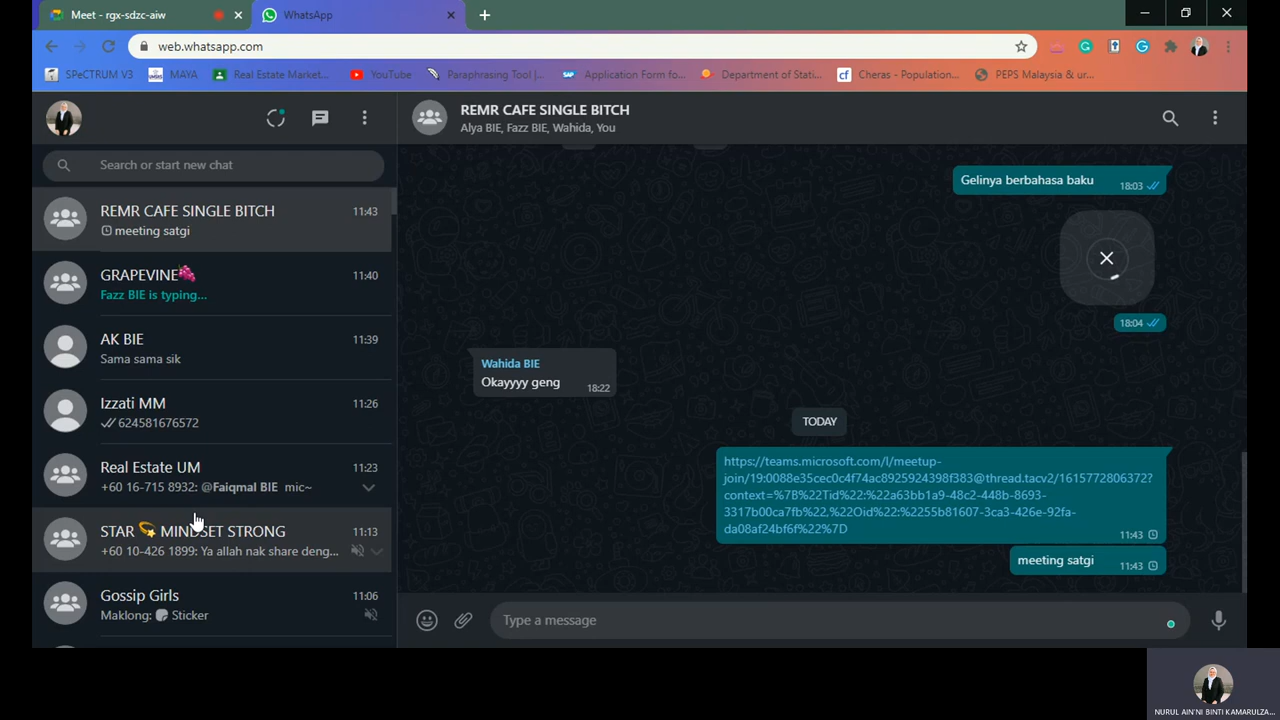 Meet - rgx-sdzc-aiw
WhatsApp
web.whatsapp.com
SPeCTRUM V3
MAYA
Real Estate Market...
YouTube
Paraphrasing Tool |...
Application Form fo...
Department of Stati...
Cheras - Population...
PEPS Malaysia & ur...
Search or start new chat
REMR CAFE SINGLE BITCH 11:43
meeting satgi
GRAPEVINE🍇 11:40
Fazz BIE is typing...
AK BIE 11:39
Sama sama sik
Izzati MM 11:26
624581676572
Real Estate UM 11:23
+60 16-715 8932: @Faiqmal BIE mic~
STAR 💫 MINDSET STRONG 11:13
+60 10-426 1899: Ya allah nak share deng...
Gossip Girls 11:06
Maklong: Sticker
REMR CAFE SINGLE BITCH
Alya BIE, Fazz BIE, Wahida, You
Gelinya berbahasa baku 18:03
18:04
Wahida BIE
Okayyyy geng 18:22
TODAY
https://teams.microsoft.com/l/meetup-
join/19:0088e35cec0c4f74ac8925924398f383@thread.tacv2/1615772806372?
context=%7B%22Tid%22:%22a63bb1a9-48c2-448b-8693-
3317b00ca7fb%22,%22Oid%22:%2255b81607-3ca3-426e-92fa-
da08af24bf6f%22%7D
11:43
meeting satgi 11:43
Type a message
NURUL AIN'NI BINTI KAMARULZA...